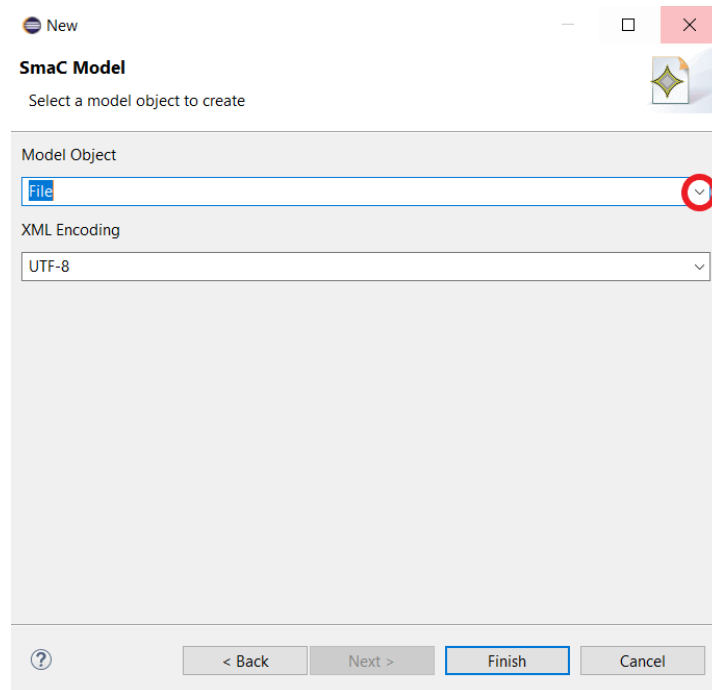 New
SmaC Model
Select a model object to create
Model Object
File
XML Encoding
UTF-8
?
< Back
Next >
Finish
Cancel